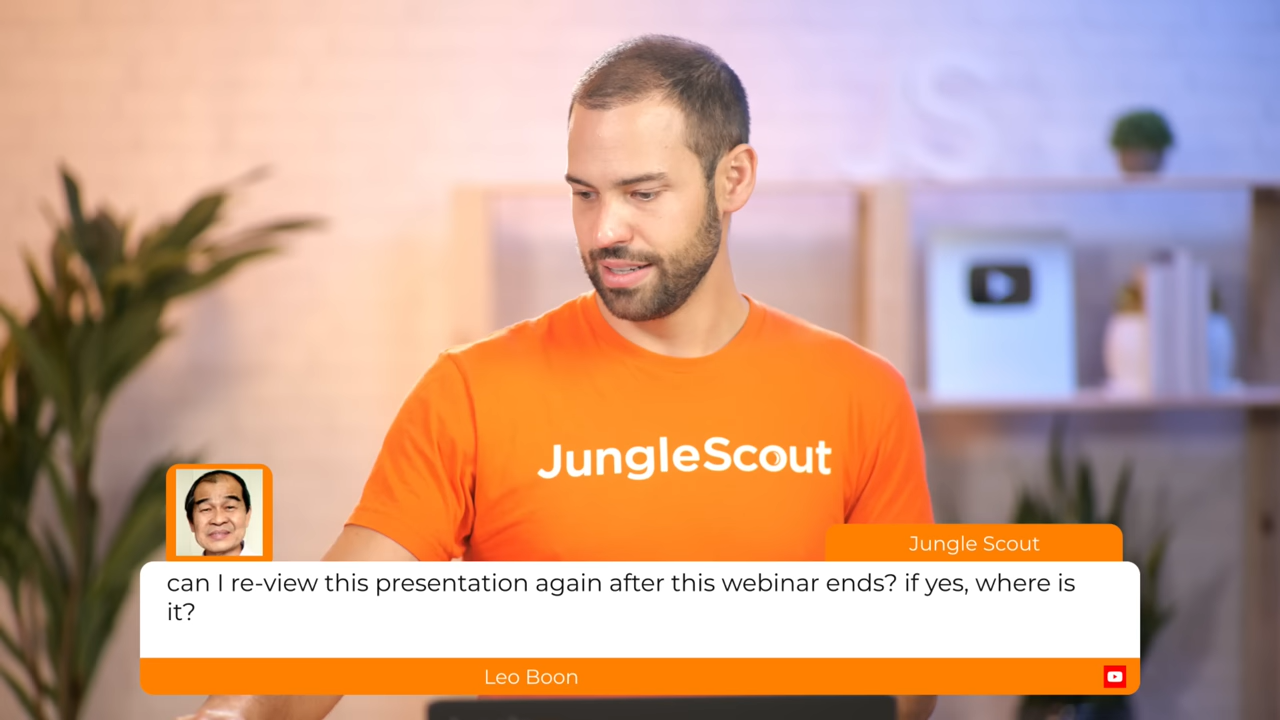 JungleScout
Jungle Scout
can I re-view this presentation again after this webinar ends? if yes, where is
it?
Leo Boon